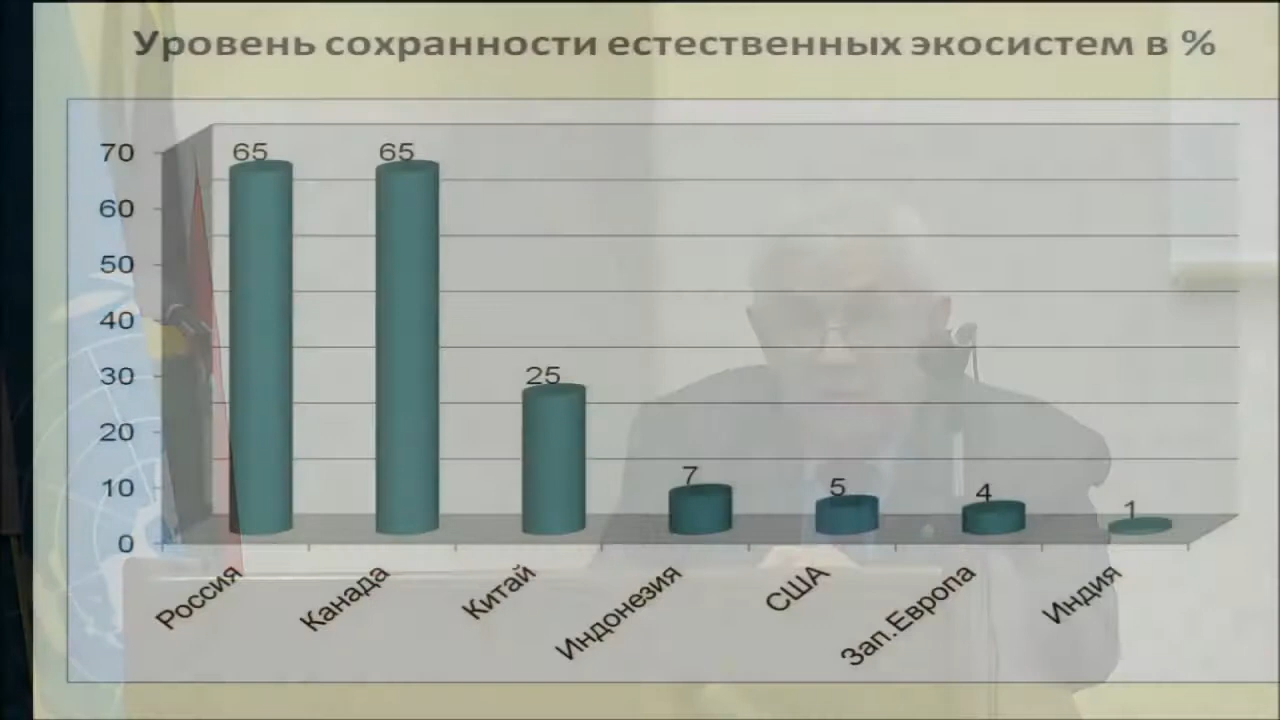 Уровень сохранности естественных экосистем в %
70
60
50
40
30
20
10
0
65
65
25
7
5
4
1
Россия
Канада
Китай
Индонезия
США
Зап.Европа
Индия